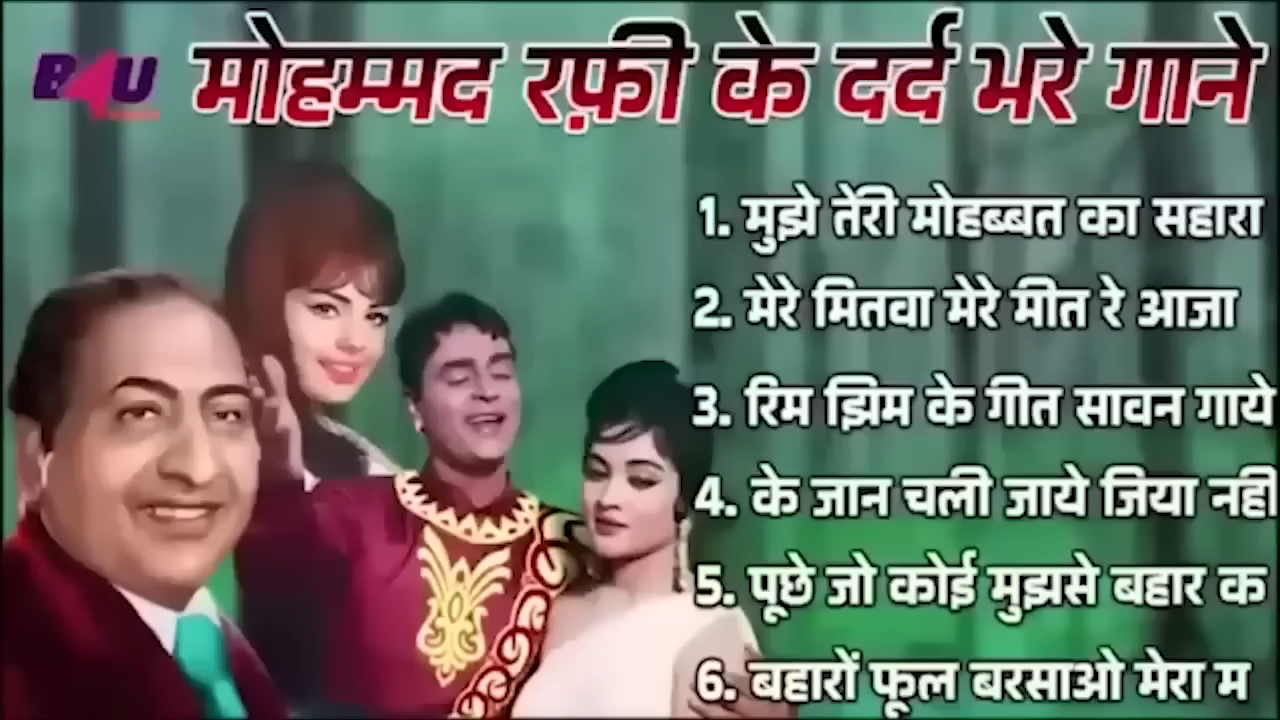 B4U
मोहम्मद रफ़ी के दर्द भरे गाने
1. मुझे तेरी मोहब्बत का सहारा
2. मेरे मितवा मेरे मीत रे आजा
3. रिम झिम के गीत सावन गाये
4. के जान चली जाये जिया नही
5. पूछे जो कोई मुझसे बहार क
6. बहारों फूल बरसाओ मेरा म